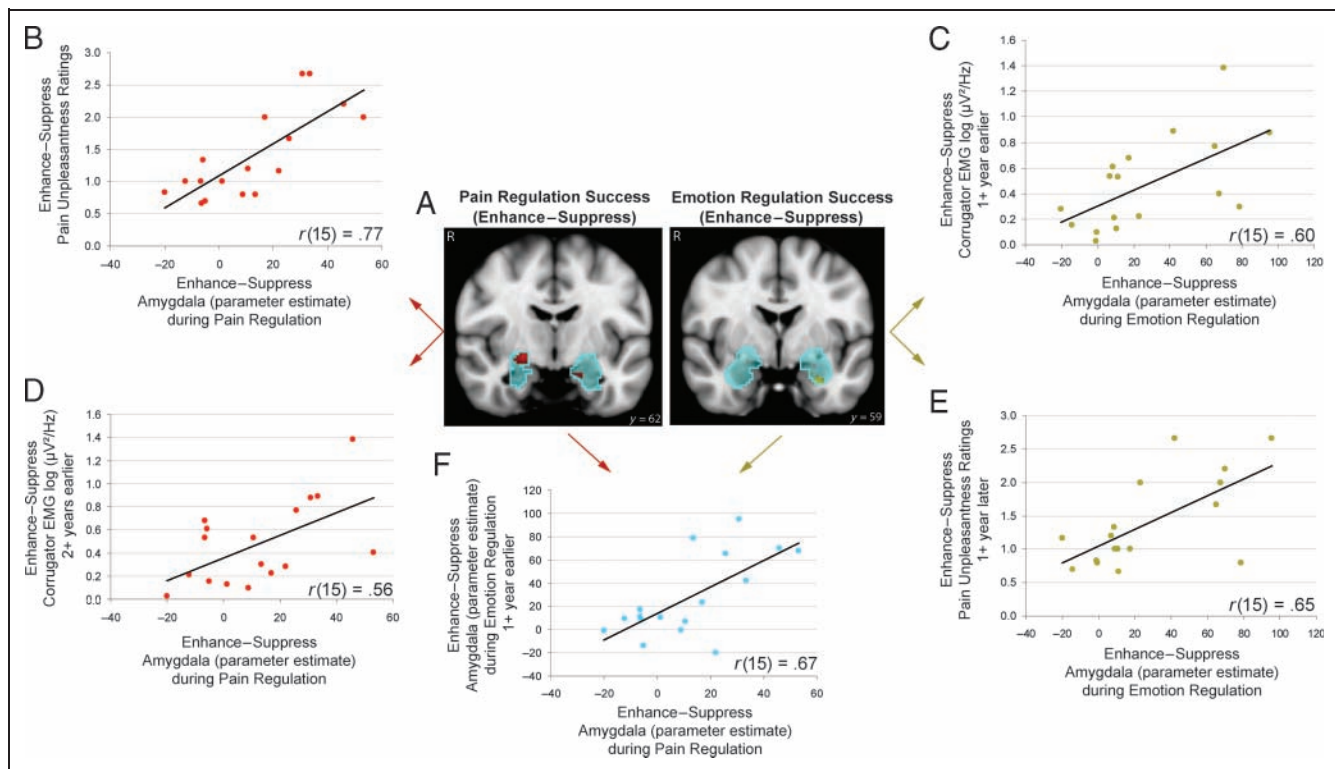 B
3.0
2.5
2.0
1.5
1.0
0.5
0.0
−40 −20 0 20 40 60
Enhance−Suppress
Pain Unpleasantness Ratings
r(15) = .77
Enhance−Suppress
Amygdala (parameter estimate)
during Pain Regulation
C
1.6
1.4
1.2
1.0
0.8
0.6
0.4
0.2
0.0
−40 −20 0 20 40 60 80 100 120
Enhance−Suppress
Corrugator EMG log (μV²/Hz)
1+ year earlier
r(15) = .60
Enhance−Suppress
Amygdala (parameter estimate)
during Emotion Regulation
A
Pain Regulation Success
(Enhance−Suppress)
R
y = 62
Emotion Regulation Success
(Enhance−Suppress)
R
y = 59
D
1.6
1.4
1.2
1.0
0.8
0.6
0.4
0.2
0.0
−40 −20 0 20 40 60
Enhance−Suppress
Corrugator EMG log (μV²/Hz)
2+ years earlier
r(15) = .56
Enhance−Suppress
Amygdala (parameter estimate)
during Pain Regulation
E
3.0
2.5
2.0
1.5
1.0
0.5
0.0
−40 −20 0 20 40 60 80 100 120
Enhance−Suppress
Pain Unpleasantness Ratings
1+ year later
r(15) = .65
Enhance−Suppress
Amygdala (parameter estimate)
during Emotion Regulation
F
120
100
80
60
40
20
0
−20
−40
−40 −20 0 20 40 60
Enhance−Suppress
Amygdala (parameter estimate)
during Emotion Regulation
1+ year earlier
r(15) = .67
Enhance−Suppress
Amygdala (parameter estimate)
during Pain Regulation